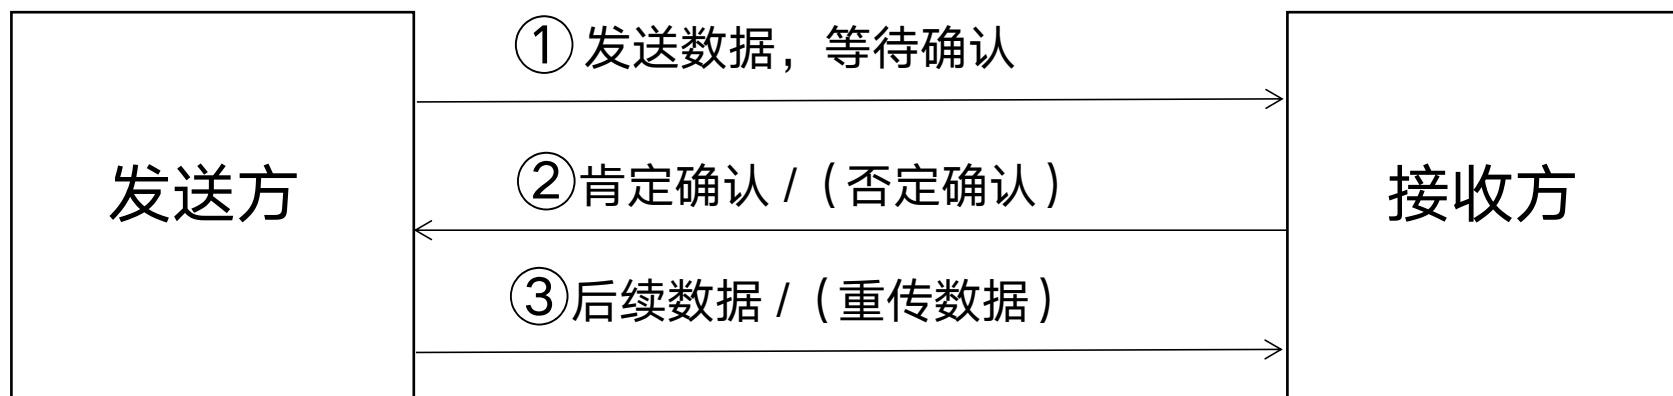 ①发送数据，等待确认
发送方
②肯定确认 /（否定确认）
接收方
③后续数据 /（重传数据）